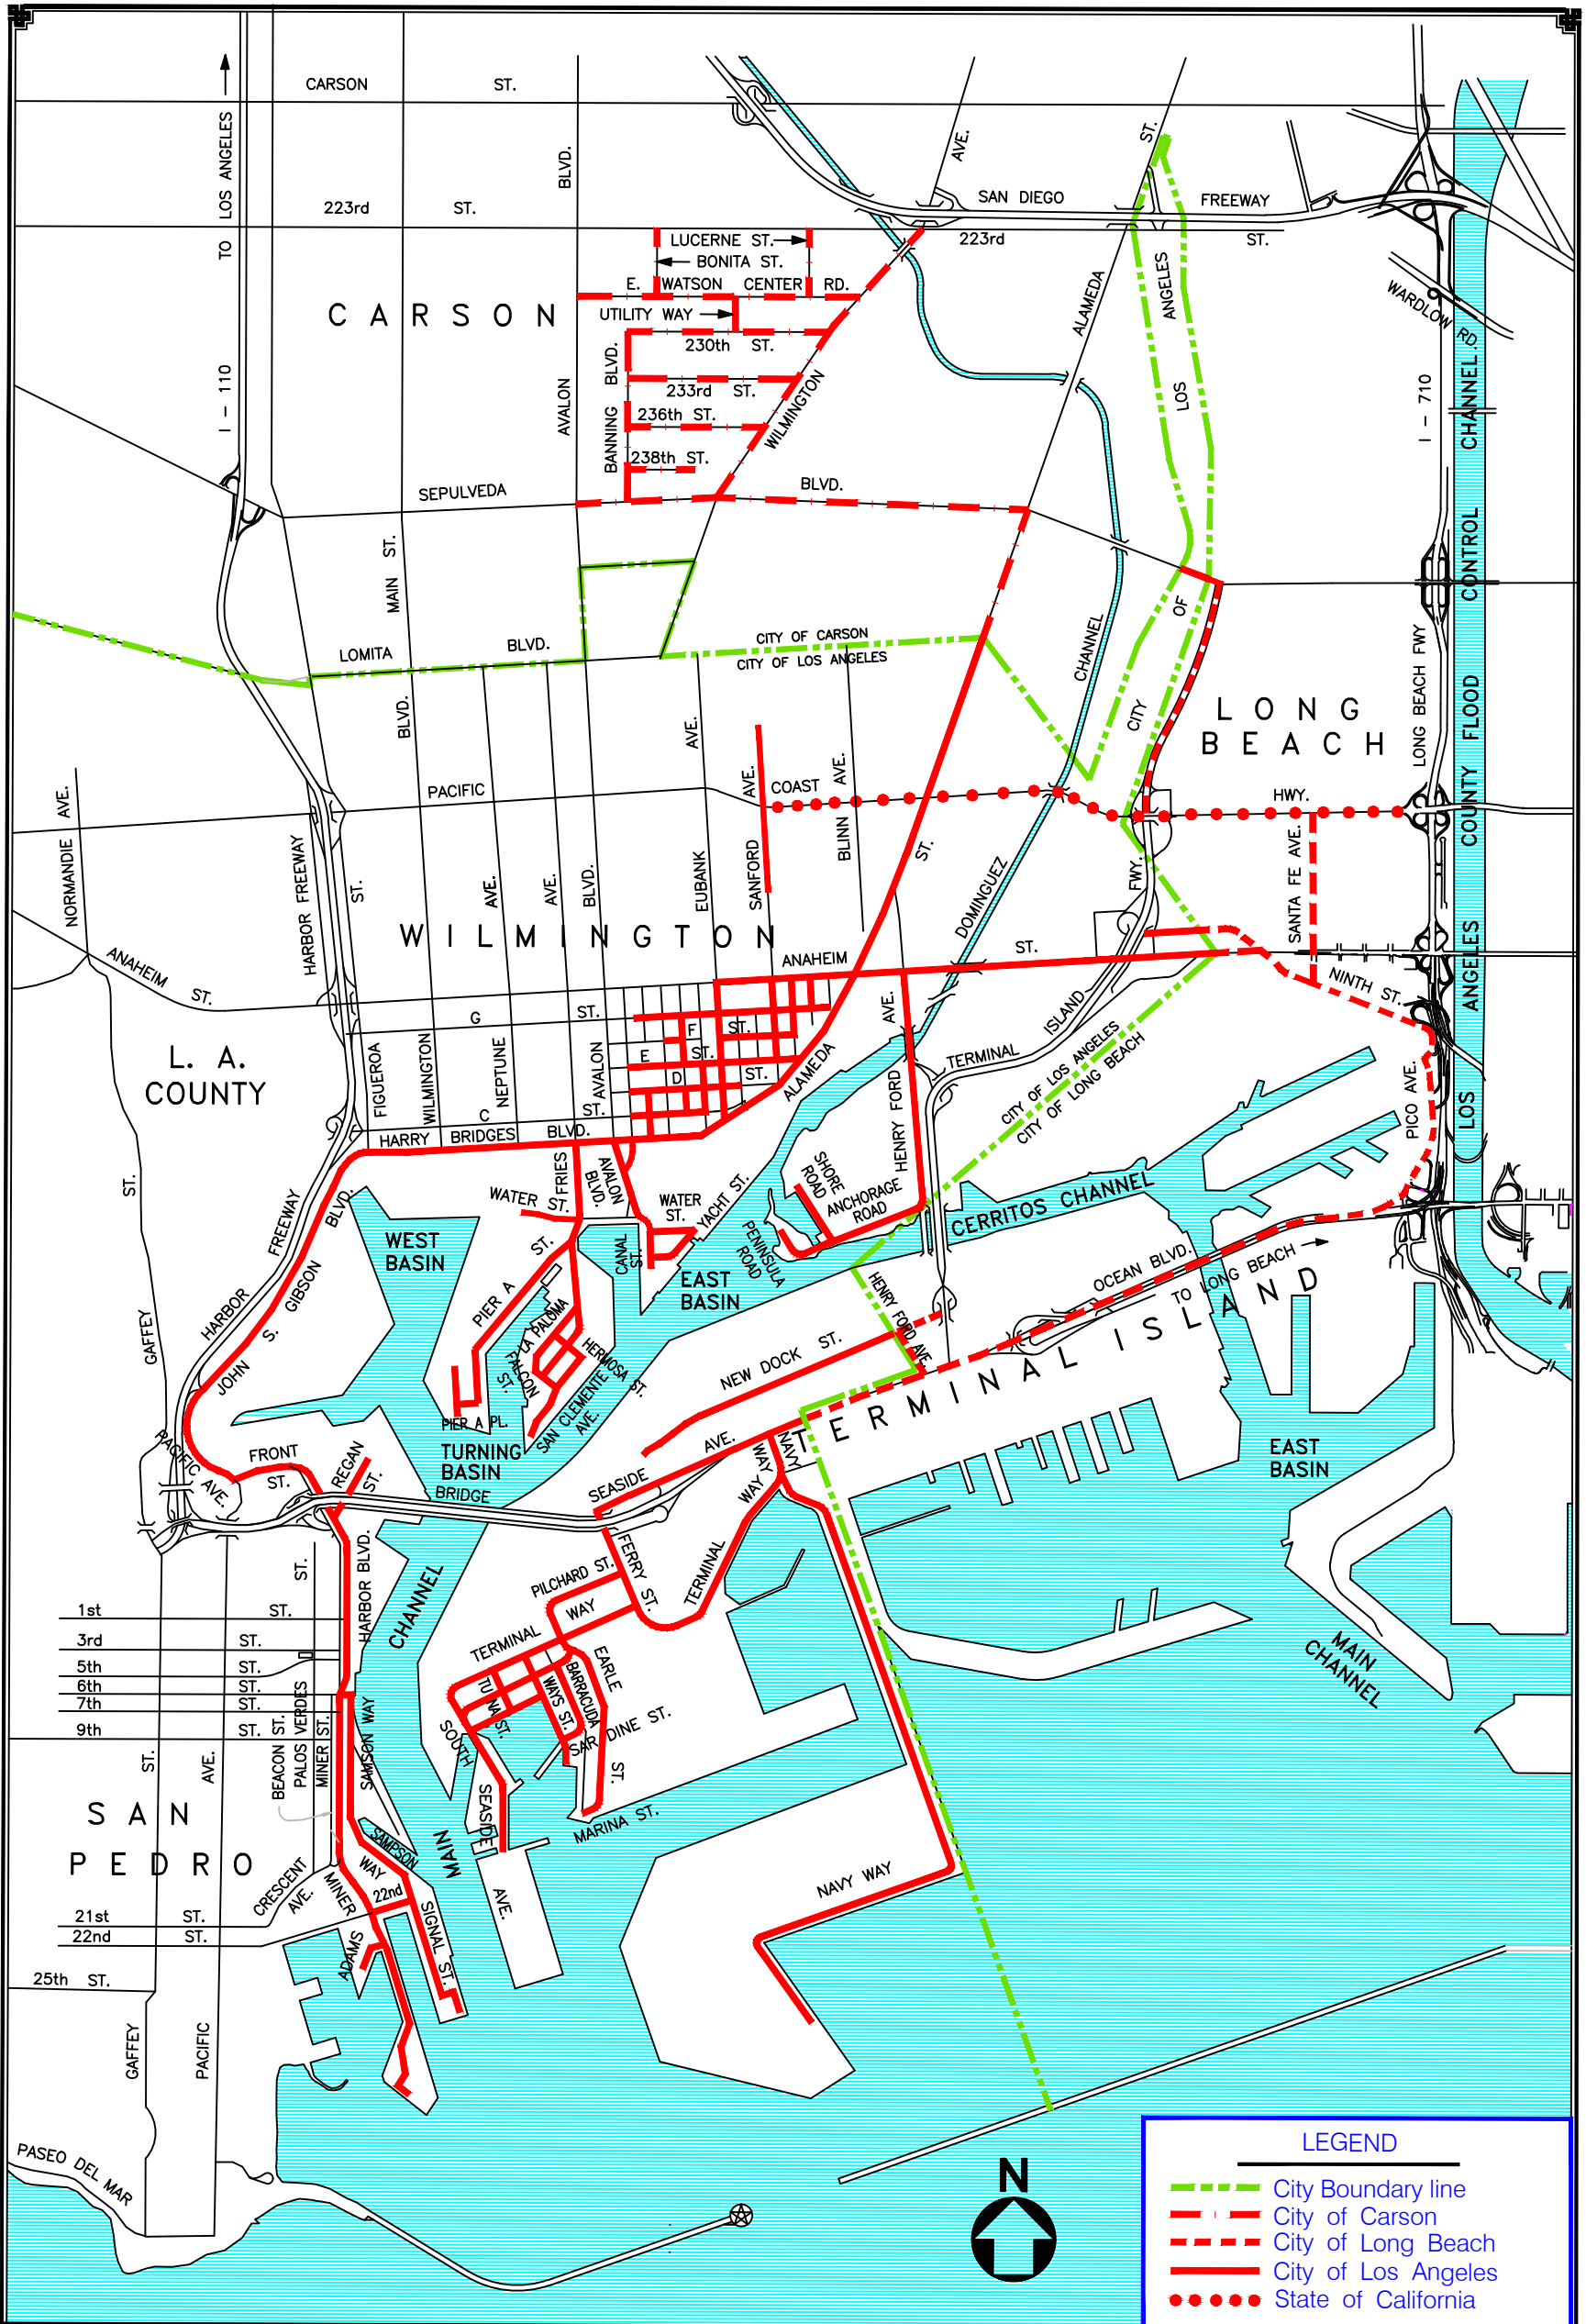 CARSON ST.
TO LOS ANGELES
I - 110
BLVD.
AVE.
ST.
SAN DIEGO FREEWAY
223rd ST.
223rd ST.
LUCERNE ST.
BONITA ST.
E. WATSON CENTER RD.
UTILITY WAY
230th ST.
233rd ST.
236th ST.
238th ST.
BANNING BLVD.
AVALON
WILMINGTON
CARSON
ALAMEDA
LOS ANGELES
WARDLOW RD.
I - 710
SEPULVEDA BLVD.
MAIN ST.
LOMITA BLVD.
CITY OF CARSON
CITY OF LOS ANGELES
CHANNEL
CITY OF
LONG
BEACH
LONG BEACH FWY
LOS ANGELES COUNTY FLOOD CONTROL CHANNEL
BLVD.
AVE.
PACIFIC COAST HWY.
AVE.
AVE.
NORMANDIE AVE.
HARBOR FREEWAY
ST.
AVE.
AVE.
BLVD.
EUBANK
SANFORD
BLINN
ST.
DOMINGUEZ
FWY.
SANTA FE AVE.
WILMINGTON
ANAHEIM ST.
ANAHEIM ST.
NINTH ST.
G ST.
F ST.
E ST.
D ST.
C ST.
L. A.
COUNTY
FIGUEROA
WILMINGTON
NEPTUNE
AVALON
ALAMEDA
AVE.
HENRY FORD
TERMINAL ISLAND
CITY OF LOS ANGELES
CITY OF LONG BEACH
PICO AVE.
HARRY BRIDGES BLVD.
ST.
FRIES
AVALON
BLVD.
WATER ST.
WATER
ST.
YACHT ST.
SHORE
ROAD
ANCHORAGE
ROAD
PENINSULA
ROAD
CERRITOS CHANNEL
WEST
BASIN
CANAL
ST.
EAST
BASIN
HARBOR FREEWAY
JOHN S. GIBSON BLVD.
GAFFEY
PIER A ST.
LA PALOMA
FALCON
ST.
HERMOSA ST.
SAN CLEMENTE
AVE.
PIER A PL.
TURNING
BASIN
HENRY FORD AVE.
NEW DOCK ST.
OCEAN BLVD.
TO LONG BEACH
TERMINAL ISLAND
EAST
BASIN
PACIFIC AVE.
FRONT
ST.
REGAN
ST.
BRIDGE
SEASIDE AVE.
NAVY
WAY
TERMINAL WAY
FERRY ST.
PILCHARD ST.
TERMINAL WAY
HARBOR BLVD.
CHANNEL
ST.
1st ST.
3rd ST.
5th ST.
6th ST.
7th ST.
9th ST.
BEACON ST.
PALOS VERDES
MINER ST.
SAMSON WAY
TUNA ST.
WAYS ST.
BARRACUDA
EARLE
ST.
SARDINE ST.
SOUTH SEASIDE
AVE.
MARINA ST.
MAIN
CHANNEL
ST.
AVE.
SAN
PEDRO
SAMPSON
WAY
MAIN
CRESCENT
AVE.
MINER
22nd
SIGNAL ST.
ADAMS
NAVY WAY
21st ST.
22nd ST.
25th ST.
GAFFEY
PACIFIC
PASEO DEL MAR
N
LEGEND
City Boundary line
City of Carson
City of Long Beach
City of Los Angeles
State of California